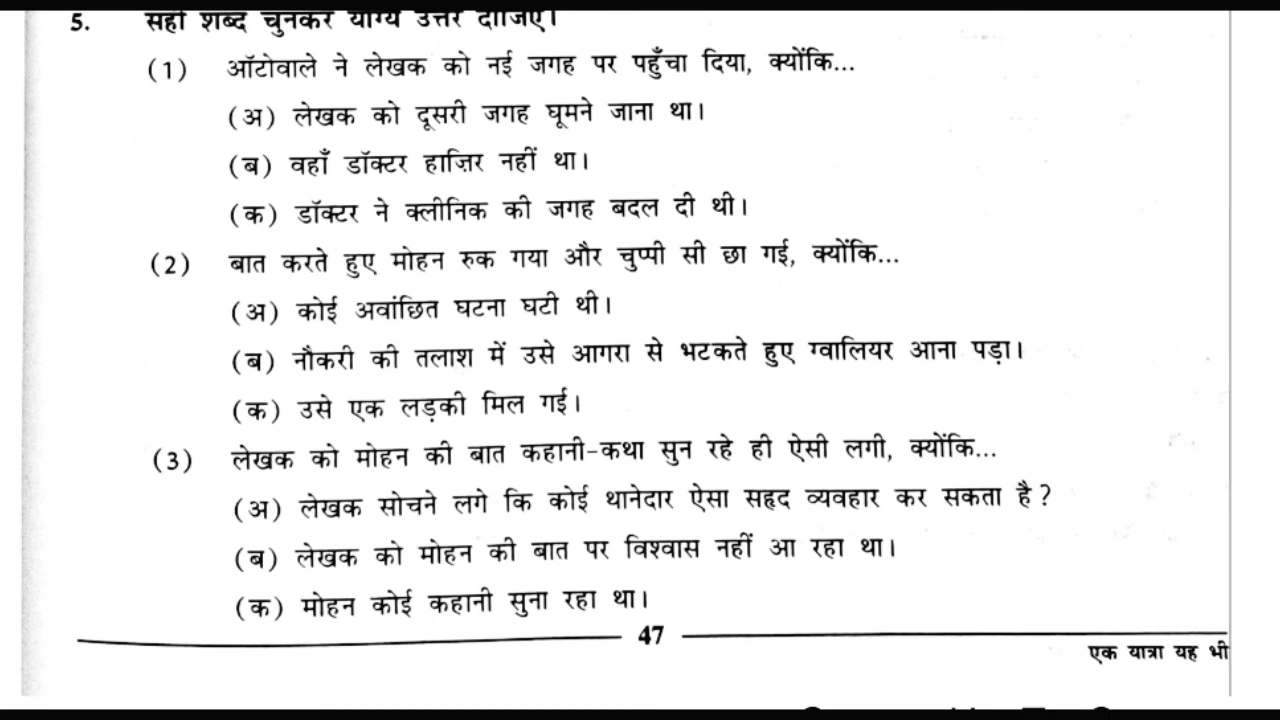 5. सही शब्द चुनकर योग्य उत्तर दीजिए।
(1) ऑटोवाले ने लेखक को नई जगह पर पहुँचा दिया, क्योंकि...
(अ) लेखक को दूसरी जगह घूमने जाना था।
(ब) वहाँ डॉक्टर हाज़िर नहीं था।
(क) डॉक्टर ने क्लीनिक की जगह बदल दी थी।
(2) बात करते हुए मोहन रुक गया और चुप्पी सी छा गई, क्योंकि...
(अ) कोई अवांछित घटना घटी थी।
(ब) नौकरी की तलाश में उसे आगरा से भटकते हुए ग्वालियर आना पड़ा।
(क) उसे एक लड़की मिल गई।
(3) लेखक को मोहन की बात कहानी-कथा सुन रहे ही ऐसी लगी, क्योंकि...
(अ) लेखक सोचने लगे कि कोई थानेदार ऐसा सहृद व्यवहार कर सकता है?
(ब) लेखक को मोहन की बात पर विश्वास नहीं आ रहा था।
(क) मोहन कोई कहानी सुना रहा था।
47
एक यात्रा यह भी